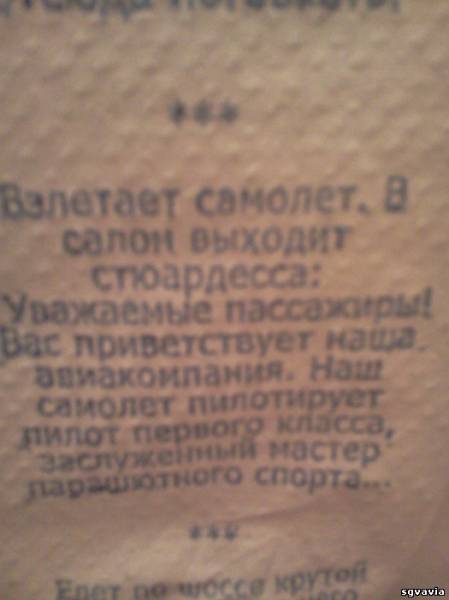 отсюда
***
Взлетает самолет. В
салон выходит
стюардесса:
Уважаемые пассажиры!
Вас приветствует наша
авиакомпания. Наш
самолет пилотирует
пилот первого класса,
заслуженный мастер
парашютного спорта...
***
Едет по шоссе крутой
sgvavia